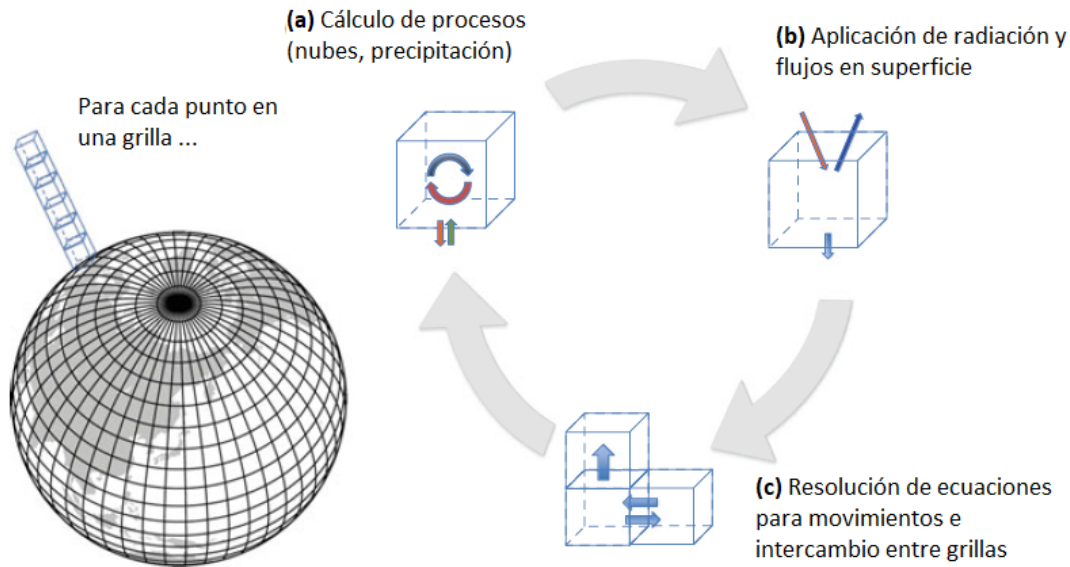 Para cada punto en
una grilla ...
(a) Cálculo de procesos
(nubes, precipitación)
(b) Aplicación de radiación y
flujos en superficie
(c) Resolución de ecuaciones
para movimientos e
intercambio entre grillas